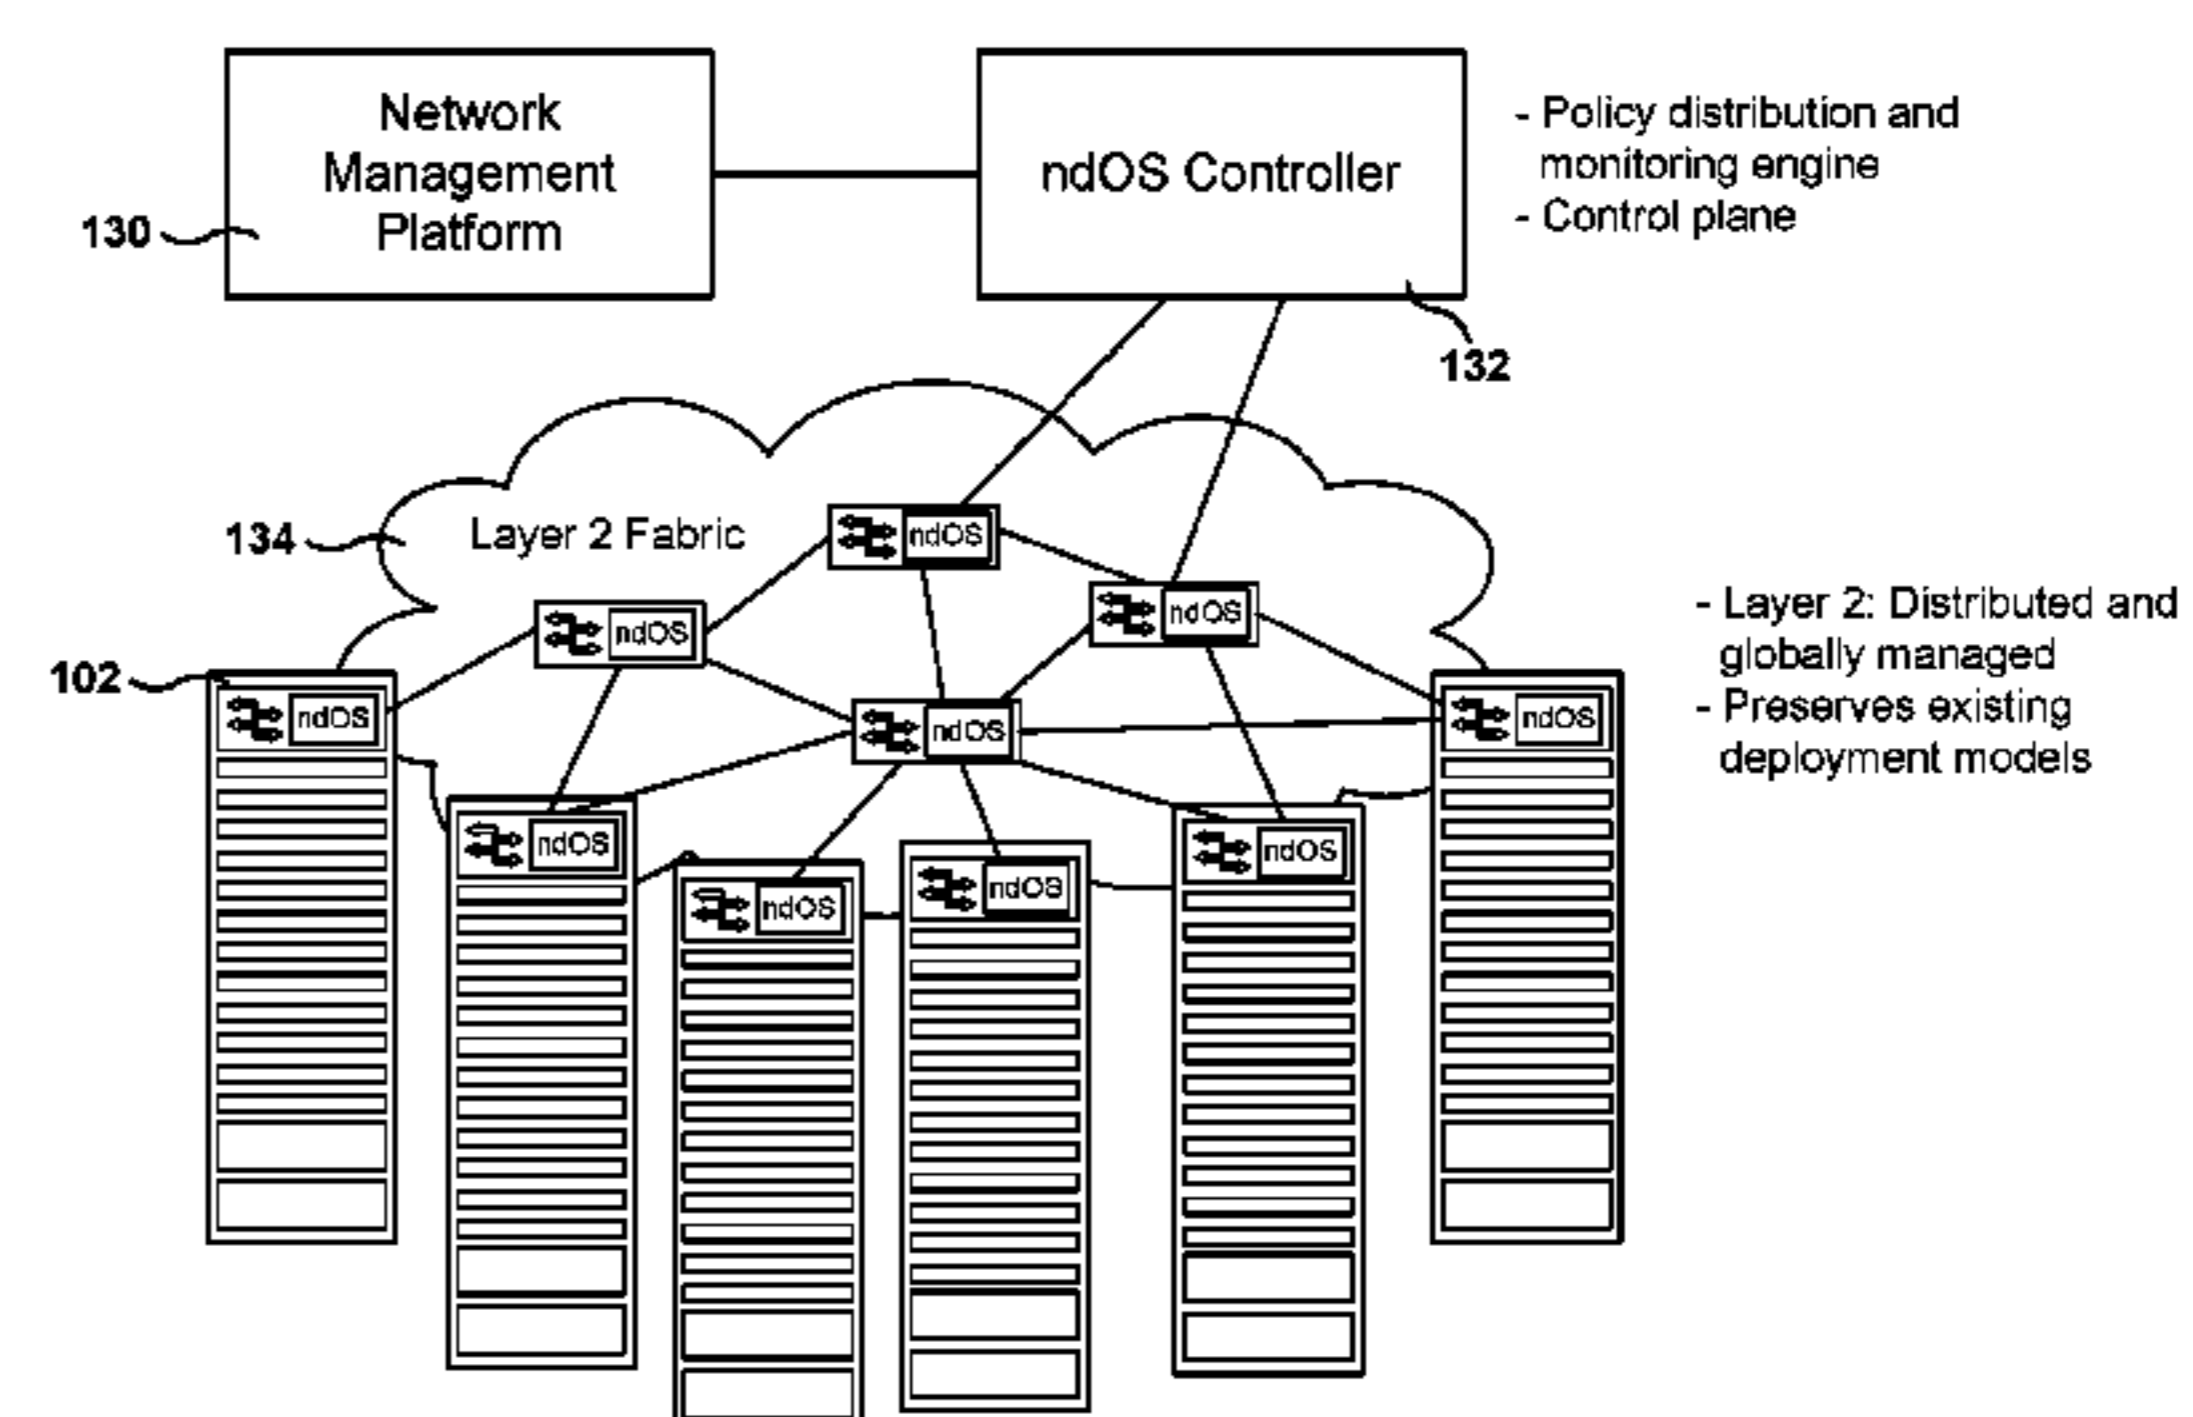 Network
Management
Platform
130
ndOS Controller
- Policy distribution and
monitoring engine
- Control plane
132
134
Layer 2 Fabric
ndOS
ndOS
ndOS
- Layer 2: Distributed and
globally managed
- Preserves existing
deployment models
102
ndOS
ndOS
ndOS
ndOS
ndOS
ndOS
ndOS